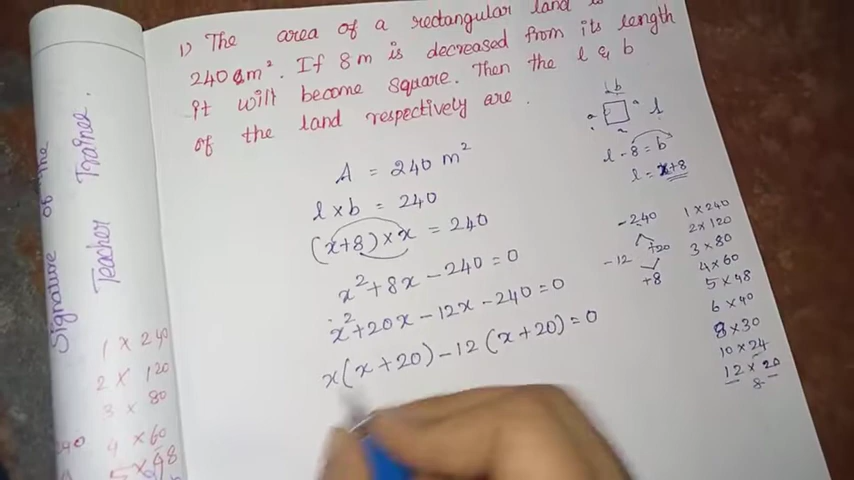 1) The area of a rectangular land
240 m². If 8 m is decreased from its length
it will become square. Then the l & b
of the land respectively are.
A = 240 m²
l × b = 240
(x+8) × x = 240
x² + 8x - 240 = 0
x² + 20x - 12x - 240 = 0
x(x + 20) - 12 (x + 20) = 0
b
a
a
l
a
l - 8 = b
l = x+8
-240
-12
+20
+8
1 × 240
2 × 120
3 × 80
4 × 60
5 × 48
6 × 40
8 × 30
10 × 24
12 × 20
8
Signature of the
Teacher Trainee.
1 × 240
2 × 120
3 × 80
4 × 60
5 × 48
240